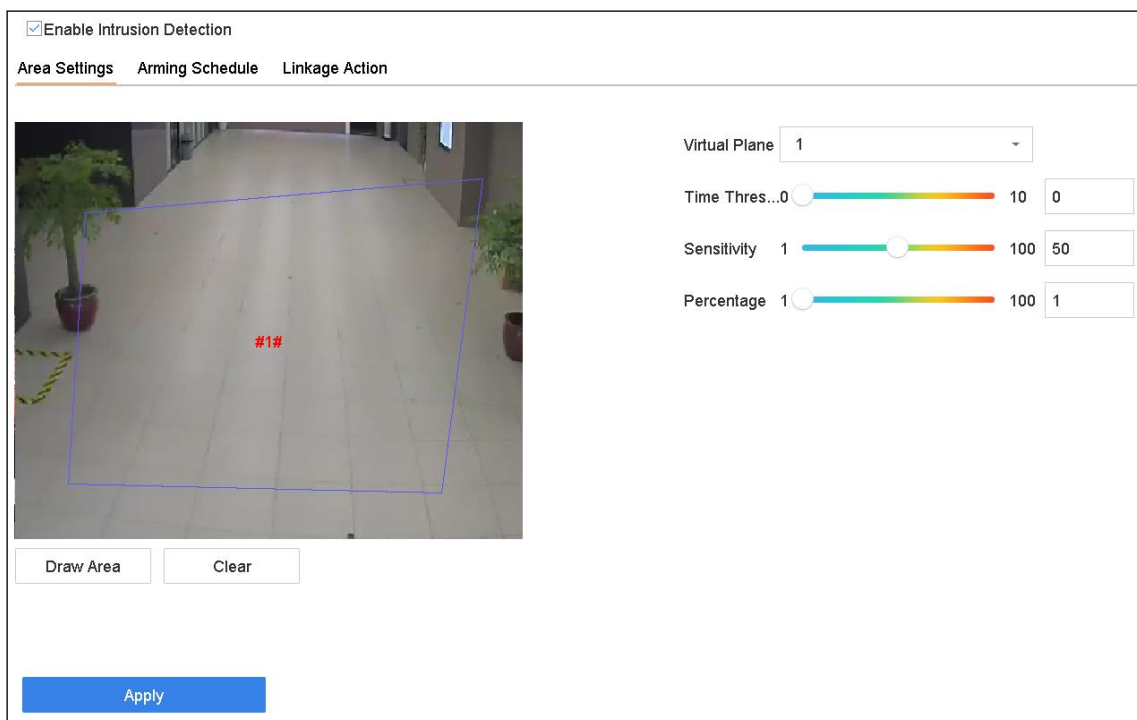 Enable Intrusion Detection
Area Settings Arming Schedule Linkage Action
Virtual Plane 1
Time Thres...0 10 0
Sensitivity 1 100 50
Percentage 1 100 1
#1#
Draw Area Clear
Apply